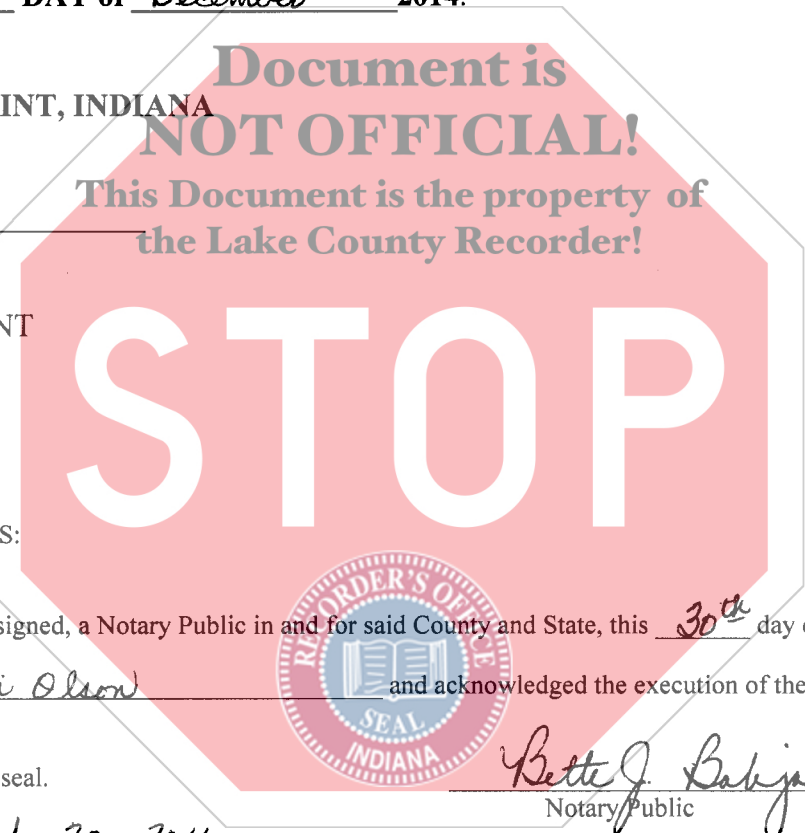 DAY of December 2014.
Document is
INT, INDIANA
NOT OFFICIAL!
This Document is the property of
the Lake County Recorder!
NT
STOP
S:
RECORDER'S OFFICE
signed, a Notary Public in and for said County and State, this 30th day
Olson and acknowledged the execution of the
SEAL
INDIANA
seal.
Bette J.
Notary Public